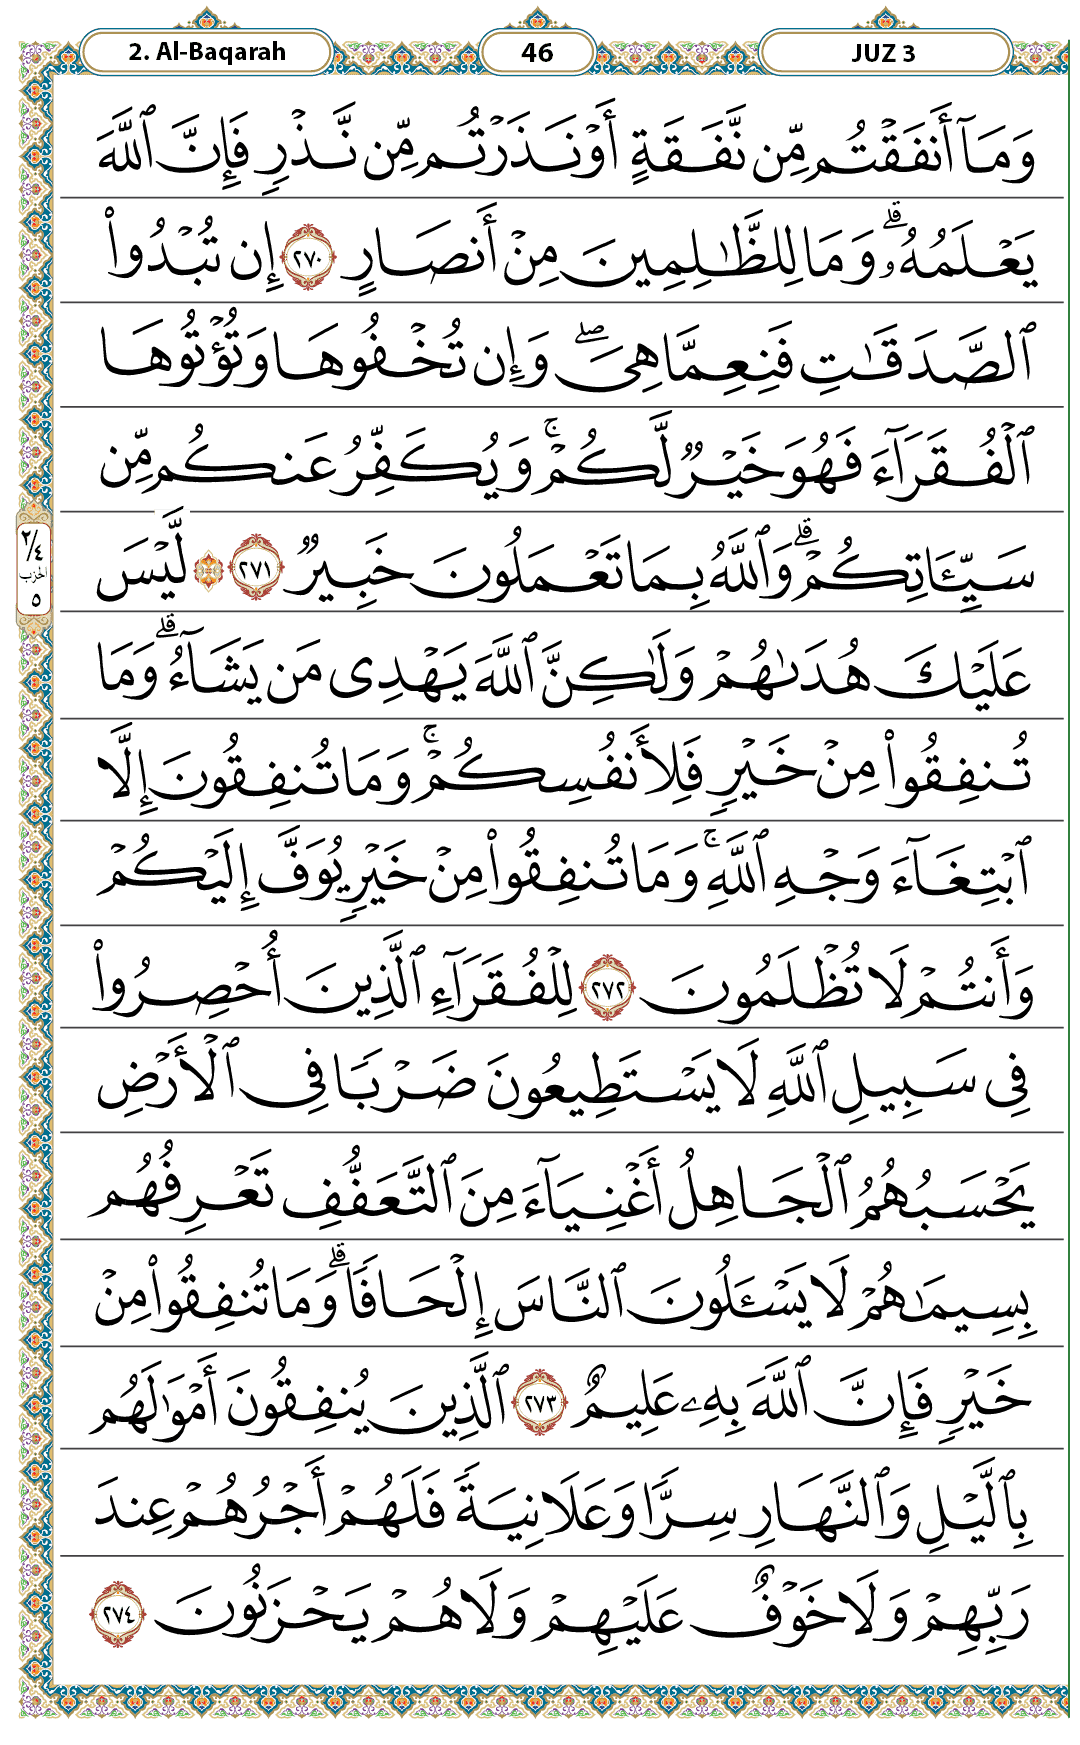 2. Al-Baqarah 46 JUZ 3
وَمَآ أَنفَقْتُم مِّن نَّفَقَةٍ أَوْ نَذَرْتُم مِّن نَّذْرٍ فَإِنَّ ٱللَّهَ
يَعْلَمُهُۥ ۗ وَمَا لِلظَّـٰلِمِينَ مِنْ أَنصَارٍ ٢٧٠ إِن تُبْدُوا۟
ٱلصَّدَقَـٰتِ فَنِعِمَّا هِىَ ۖ وَإِن تُخْفُوهَا وَتُؤْتُوهَا
ٱلْفُقَرَآءَ فَهُوَ خَيْرٌ لَّكُمْ ۚ وَيُكَفِّرُ عَنكُم مِّن
سَيِّـَٔاتِكُمْ ۗ وَٱللَّهُ بِمَا تَعْمَلُونَ خَبِيرٌ ٢٧١ لَّيْسَ
٢/٤
الحزب
٥
عَلَيْكَ هُدَىٰهُمْ وَلَـٰكِنَّ ٱللَّهَ يَهْدِى مَن يَشَآءُ ۗ وَمَا
تُنفِقُوا۟ مِنْ خَيْرٍ فَلِأَنفُسِكُمْ ۚ وَمَا تُنفِقُونَ إِلَّا
ٱبْتِغَآءَ وَجْهِ ٱللَّهِ ۚ وَمَا تُنفِقُوا۟ مِنْ خَيْرٍ يُوَفَّ إِلَيْكُمْ
وَأَنتُمْ لَا تُظْلَمُونَ ٢٧٢ لِلْفُقَرَآءِ ٱلَّذِينَ أُحْصِرُوا۟
فِى سَبِيلِ ٱللَّهِ لَا يَسْتَطِيعُونَ ضَرْبًا فِى ٱلْأَرْضِ
يَحْسَبُهُمُ ٱلْجَاهِلُ أَغْنِيَآءَ مِنَ ٱلتَّعَفُّفِ تَعْرِفُهُم
بِسِيمَـٰهُمْ لَا يَسْـَٔلُونَ ٱلنَّاسَ إِلْحَافًا ۗ وَمَا تُنفِقُوا۟ مِنْ
خَيْرٍ فَإِنَّ ٱللَّهَ بِهِۦ عَلِيمٌ ٢٧٣ ٱلَّذِينَ يُنفِقُونَ أَمْوَٰلَهُم
بِٱلَّيْلِ وَٱلنَّهَارِ سِرًّا وَعَلَانِيَةً فَلَهُمْ أَجْرُهُمْ عِندَ
رَبِّهِمْ وَلَا خَوْفٌ عَلَيْهِمْ وَلَا هُمْ يَحْزَنُونَ ٢٧٤